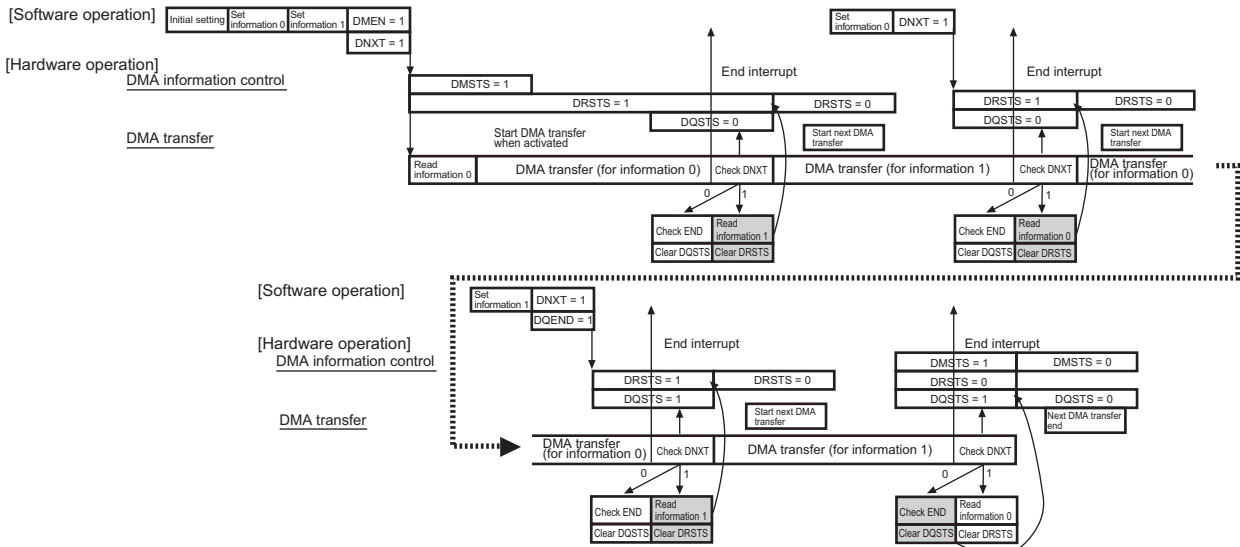 [Software operation]
Initial setting
Set information 0
Set information 1
DMEN = 1
DNXT = 1
Set information 0
DNXT = 1
[Hardware operation]
DMA information control
End interrupt
End interrupt
DMSTS = 1
DRSTS = 1
DRSTS = 0
DRSTS = 1
DRSTS = 0
DQSTS = 0
DQSTS = 0
DMA transfer
Start DMA transfer when activated
Start next DMA transfer
Start next DMA transfer
Read information 0
DMA transfer (for information 0)
Check DNXT
DMA transfer (for information 1)
Check DNXT
DMA transfer (for information 0)
0
1
0
1
Check END
Read information 1
Check END
Read information 0
Clear DQSTS
Clear DRSTS
Clear DQSTS
Clear DRSTS
[Software operation]
Set information 1
DNXT = 1
DQEND = 1
[Hardware operation]
DMA information control
End interrupt
End interrupt
DMSTS = 1
DMSTS = 0
DRSTS = 1
DRSTS = 0
DRSTS = 0
DQSTS = 1
DQSTS = 1
DQSTS = 0
DMA transfer
Start next DMA transfer
Next DMA transfer end
DMA transfer (for information 0)
Check DNXT
DMA transfer (for information 1)
Check DNXT
0
1
0
1
Check END
Read information 1
Check END
Read information 0
Clear DQSTS
Clear DRSTS
Clear DQSTS
Clear DRSTS